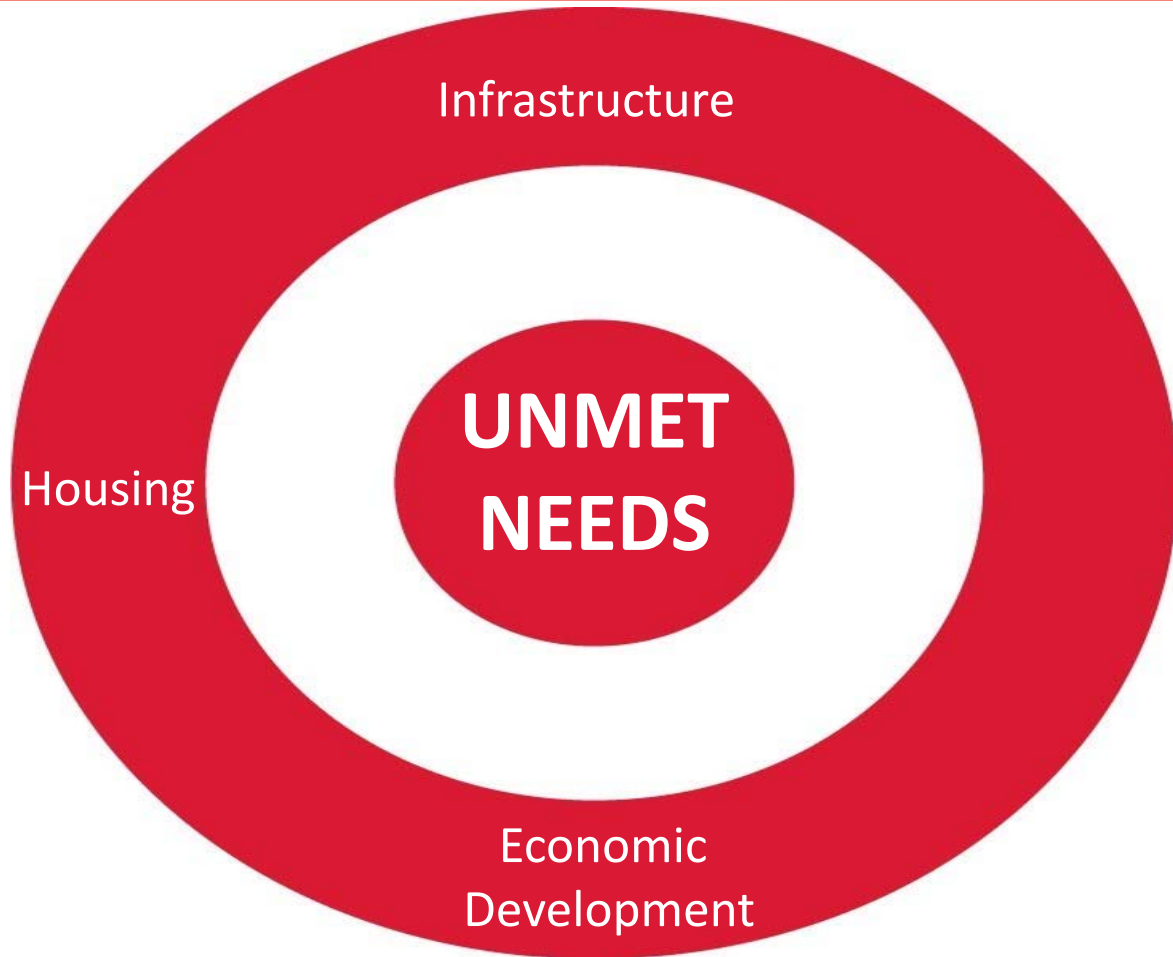 Infrastructure
UNMET
NEEDS
Housing
Economic
Development